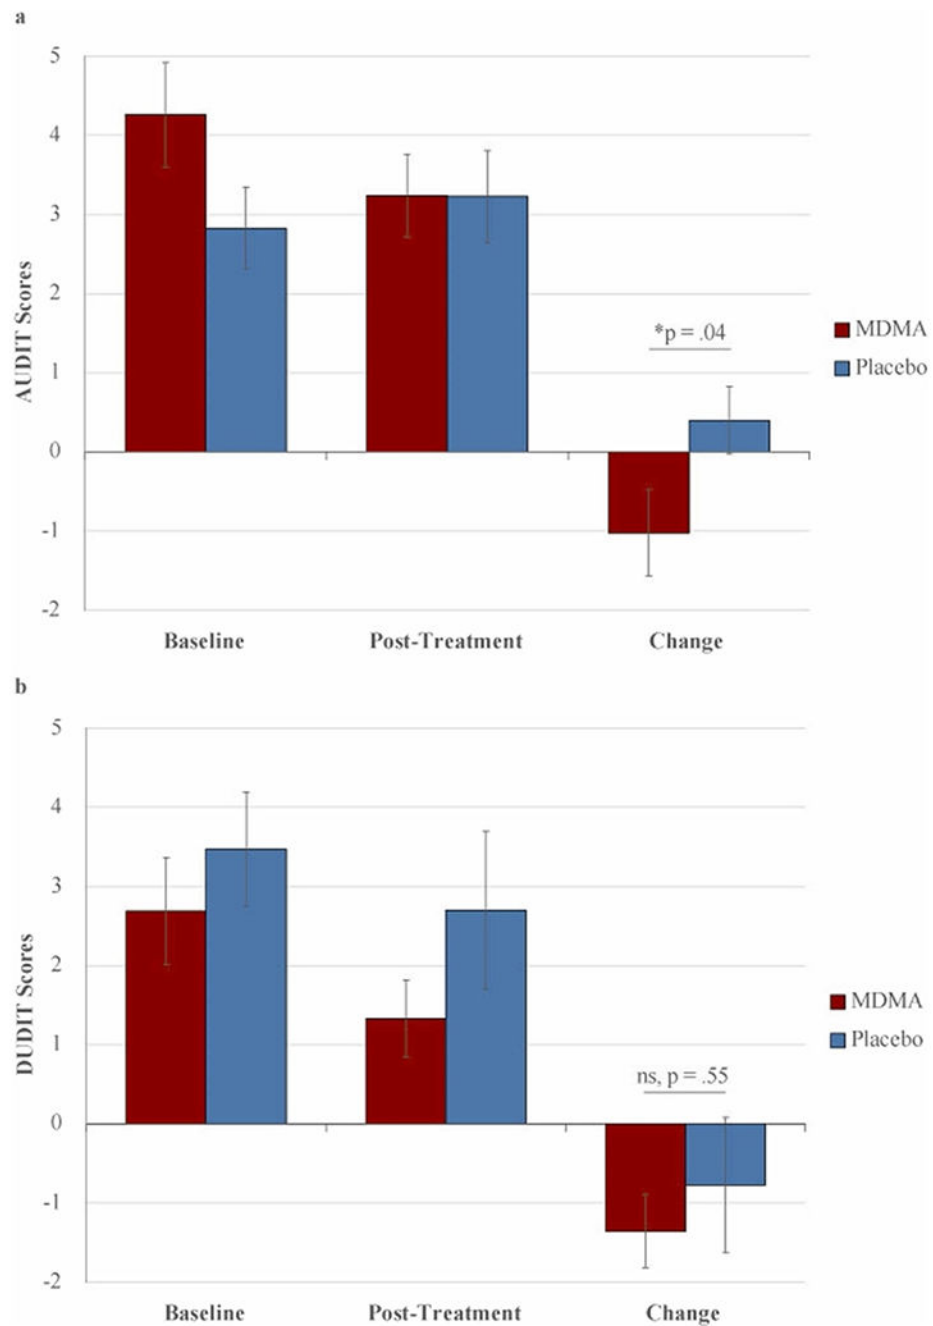 a
5
4
3
2
1
0
-1
-2
AUDIT Scores
*p = .04
MDMA
Placebo
Baseline
Post-Treatment
Change
b
5
4
3
2
1
0
-1
-2
DUDIT Scores
ns, p = .55
MDMA
Placebo
Baseline
Post-Treatment
Change